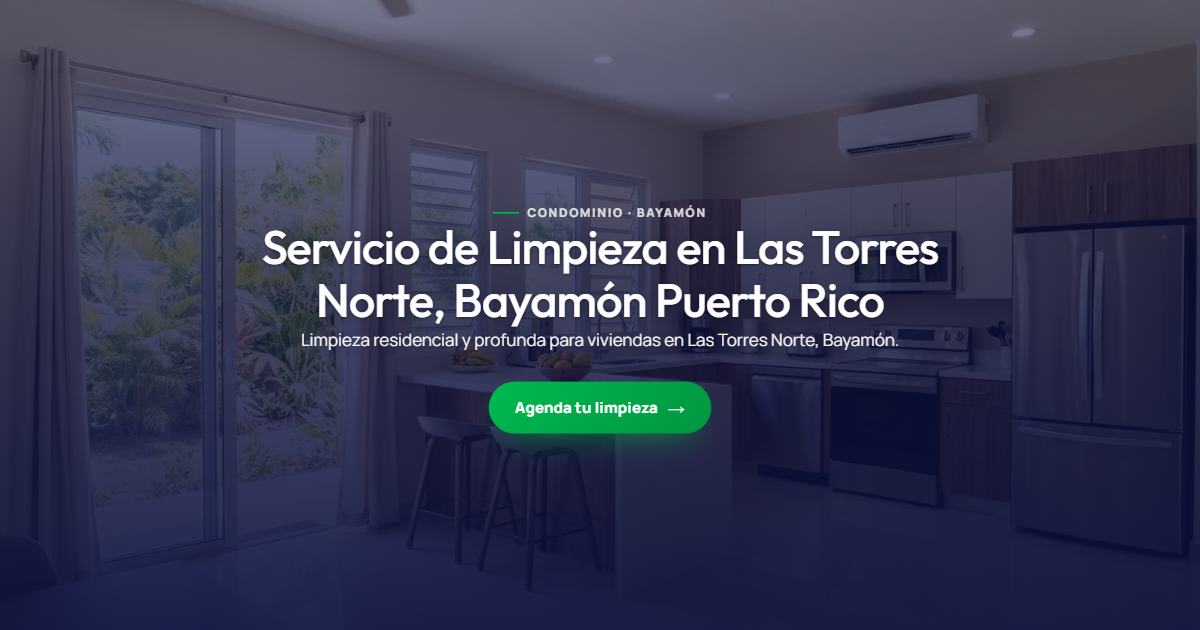 CONDOMINIO · BAYAMÓN
Servicio de Limpieza en Las Torres
Norte, Bayamón Puerto Rico
Limpieza residencial y profunda para viviendas en Las Torres Norte, Bayamón.
Agenda tu limpieza →